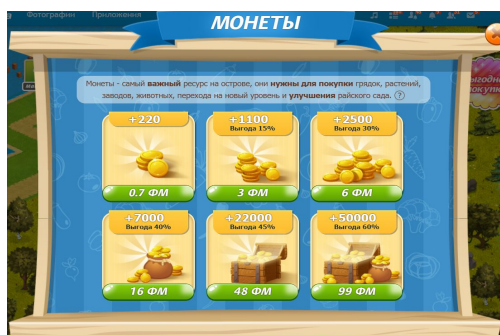 Фотографии Приложения
МОНЕТЫ
Монеты - самый важный ресурс на острове, они нужны для покупки грядок, растений,
заводов, животных, перехода на новый уровень и улучшения райского сада. ?
+220
0.7 ФМ
+1100
Выгода 15%
3 ФМ
+2500
Выгода 30%
6 ФМ
+7000
Выгода 40%
16 ФМ
+22000
Выгода 45%
48 ФМ
+50000
Выгода 60%
99 ФМ